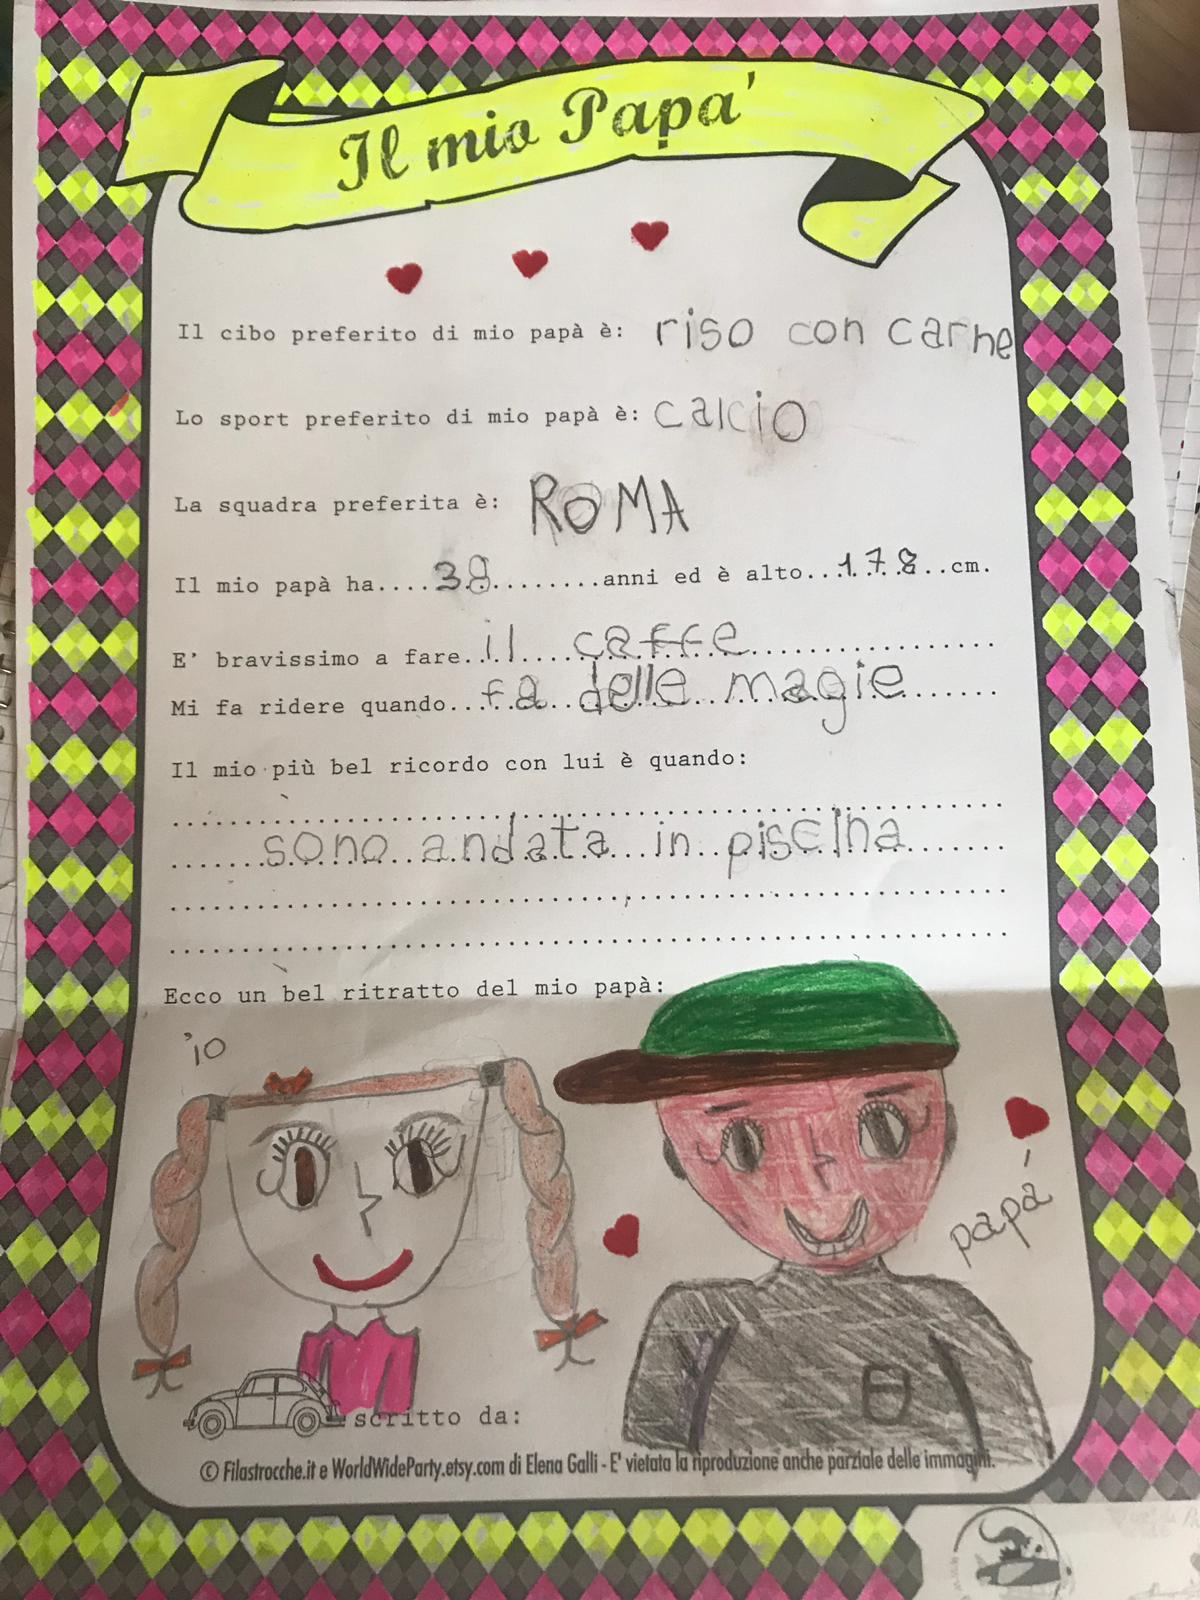 Il mio Papa'
Il cibo preferito di mio papà è: riso con carne
Lo sport preferito di mio papà è: calcio
La squadra preferita è: ROMA
Il mio papà ha....38.........anni ed è alto...178..cm.
E' bravissimo a fare..il caffe..................
Mi fa ridere quando...fa delle magie.......
Il mio più bel ricordo con lui è quando:
sono andata in piscina
Ecco un bel ritratto del mio papà:
io
papá
scritto da:
© Filastrocche.it e WorldWideParty.etsy.com di Elena Galli - E' vietata la riproduzione anche parziale delle immagini.